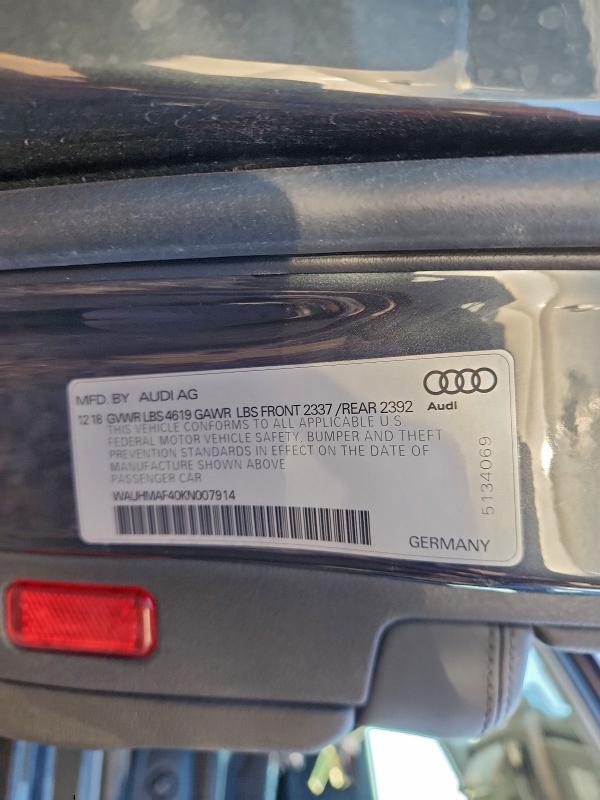 MFD. BY AUDI AG
12 18 GVWR LBS 4619 GAWR LBS FRONT 2337 / REAR 2392
Audi
THIS VEHICLE CONFORMS TO ALL APPLICABLE U.S.
FEDERAL MOTOR VEHICLE SAFETY, BUMPER AND THEFT
PREVENTION STANDARDS IN EFFECT ON THE DATE OF
MANUFACTURE SHOWN ABOVE
PASSENGER CAR
WAUHMAF40KN007914
5134069
GERMANY